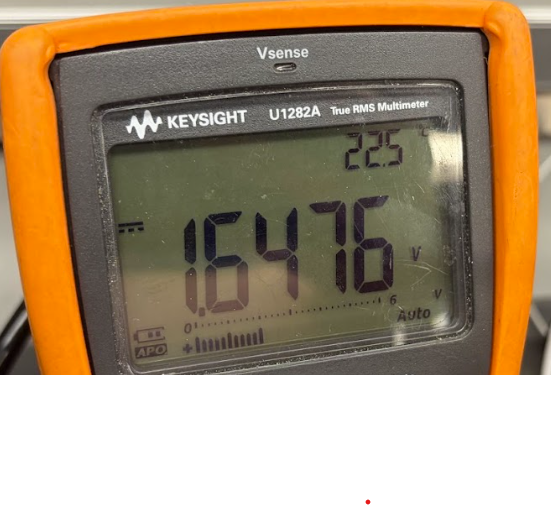 Vsense
KEYSIGHT U1282A True RMS Multimeter
22.5 °C
1.6476 V
0 6 V
Auto
APO
+